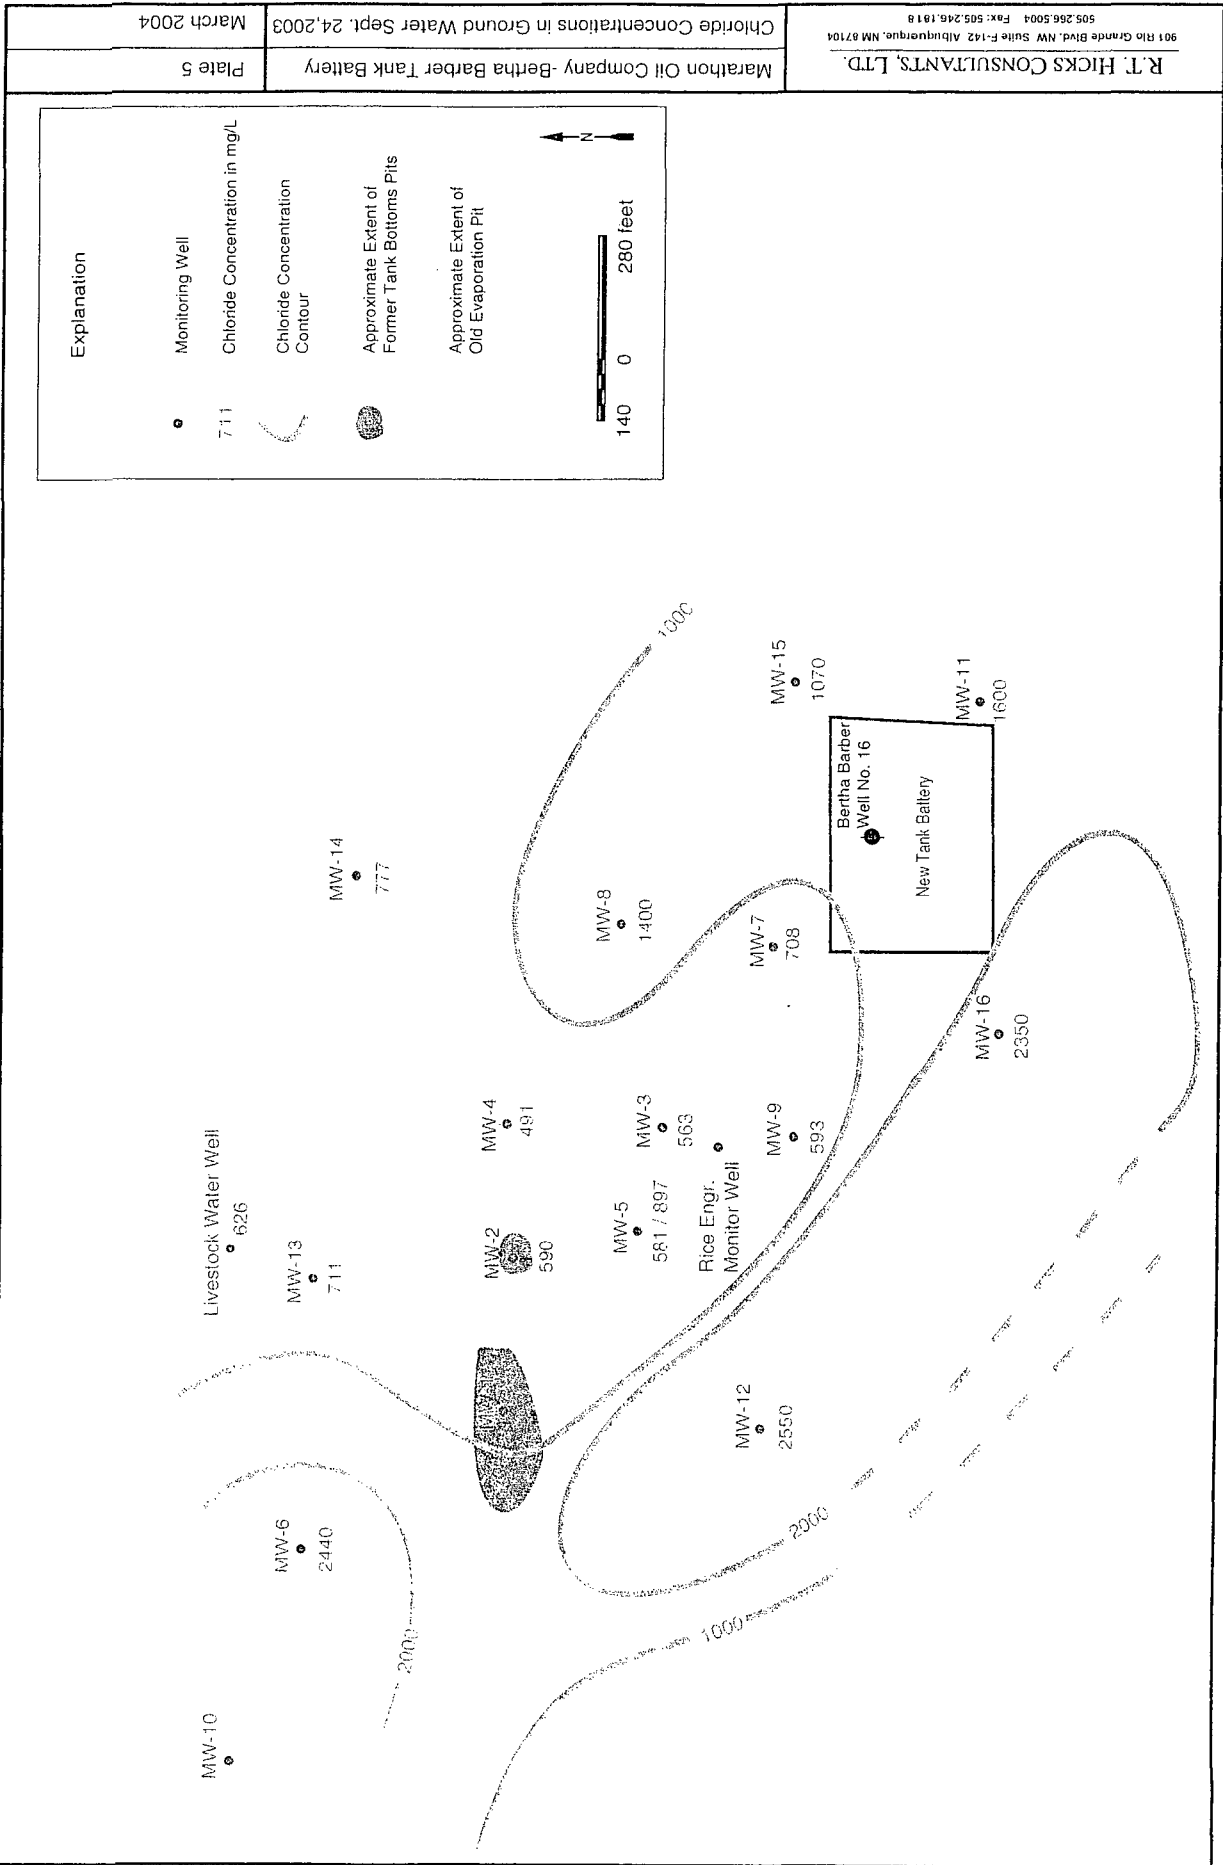 Explanation
Monitoring Well
711
Chloride Concentration in mg/L
Chloride Concentration
Contour
Approximate Extent of
Former Tank Bottoms Pits
Approximate Extent of
Old Evaporation Pit
N
140
0
280 feet
MW-10
MW-6
2440
2000
1000
2000
Livestock Water Well
626
MW-13
711
MW-14
777
MW-2
590
MW-4
491
MW-5
581 / 897
MW-3
563
Rice Engr.
Monitor Well
MW-8
1400
1000
MW-9
593
MW-7
708
MW-12
2550
MW-16
2350
Bertha Barber
Well No. 16
New Tank Battery
MW-15
1070
MW-11
1600
R.T. HICKS CONSULTANTS, LTD.
901 Rio Grande Blvd. NW Suite F-142 Albuquerque, NM 87104
505.266.5004 Fax: 505.246.1818
Marathon Oil Company -Bertha Barber Tank Battery
Plate 5
Chloride Concentrations in Ground Water Sept. 24,2003
March 2004